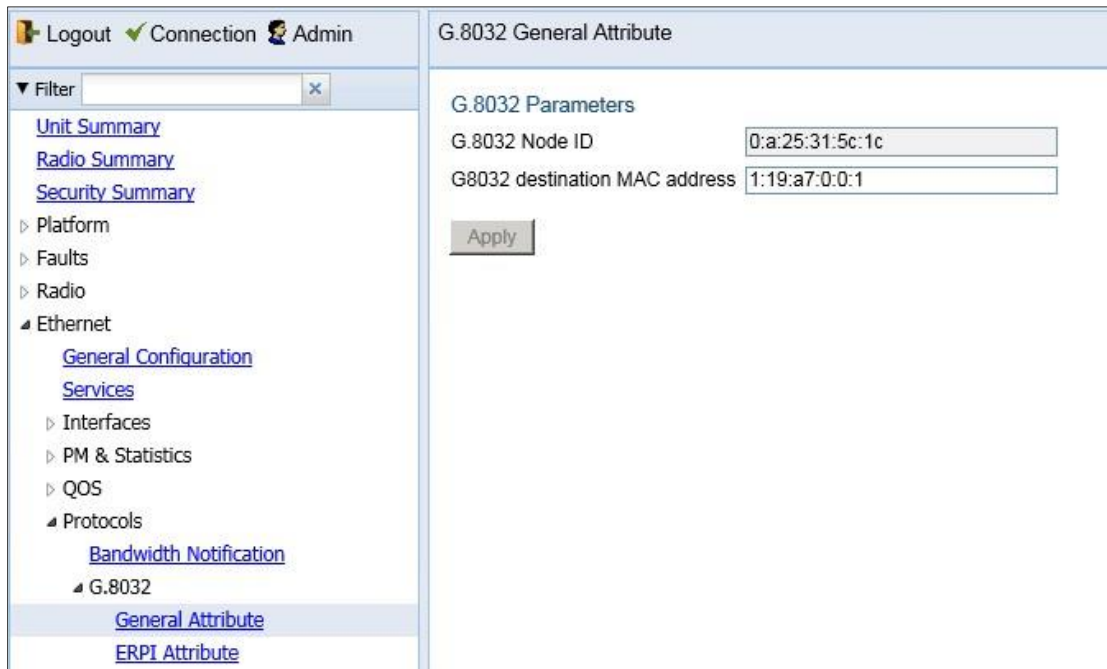 Logout Connection Admin
Filter
Unit Summary
Radio Summary
Security Summary
Platform
Faults
Radio
Ethernet
General Configuration
Services
Interfaces
PM & Statistics
QOS
Protocols
Bandwidth Notification
G.8032
General Attribute
ERPI Attribute
G.8032 General Attribute
G.8032 Parameters
G.8032 Node ID 0:a:25:31:5c:1c
G8032 destination MAC address 1:19:a7:0:0:1
Apply